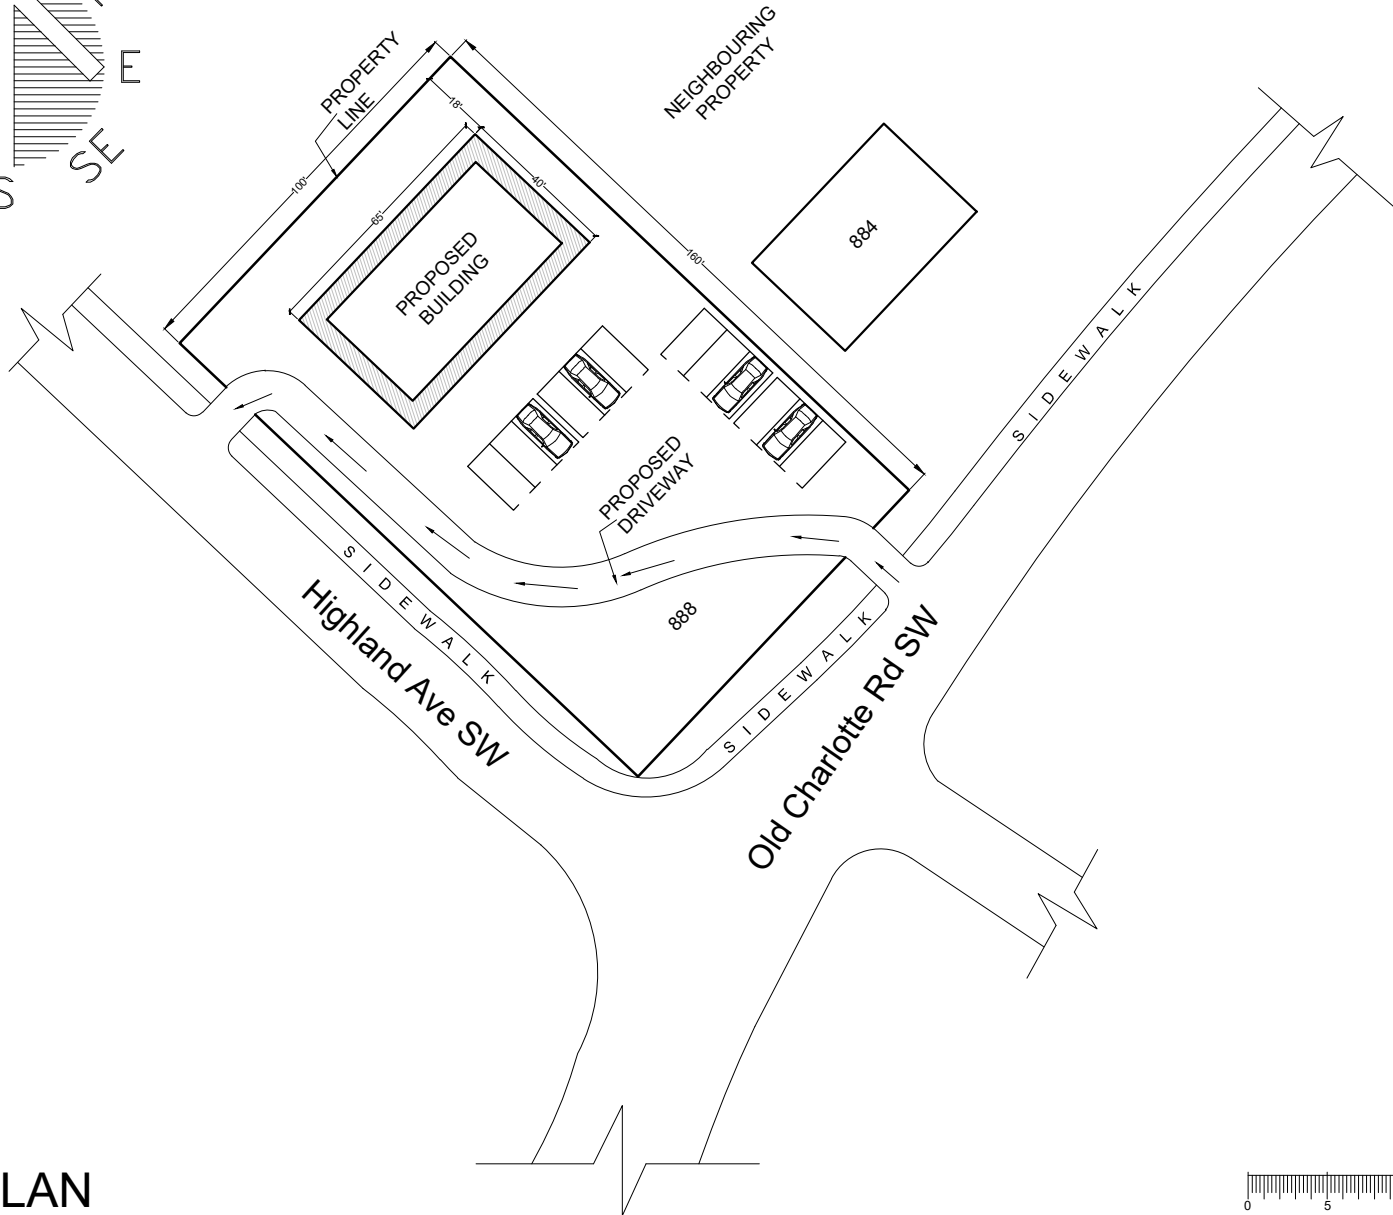 E
SE
S
PROPERTY
LINE
NEIGHBOURING
PROPERTY
18'
100'
40'
65'
160'
884
PROPOSED
BUILDING
SIDEWALK
PROPOSED
DRIVEWAY
888
SIDEWALK
Highland Ave SW
SIDEWALK
Old Charlotte Rd SW
LAN
0 5